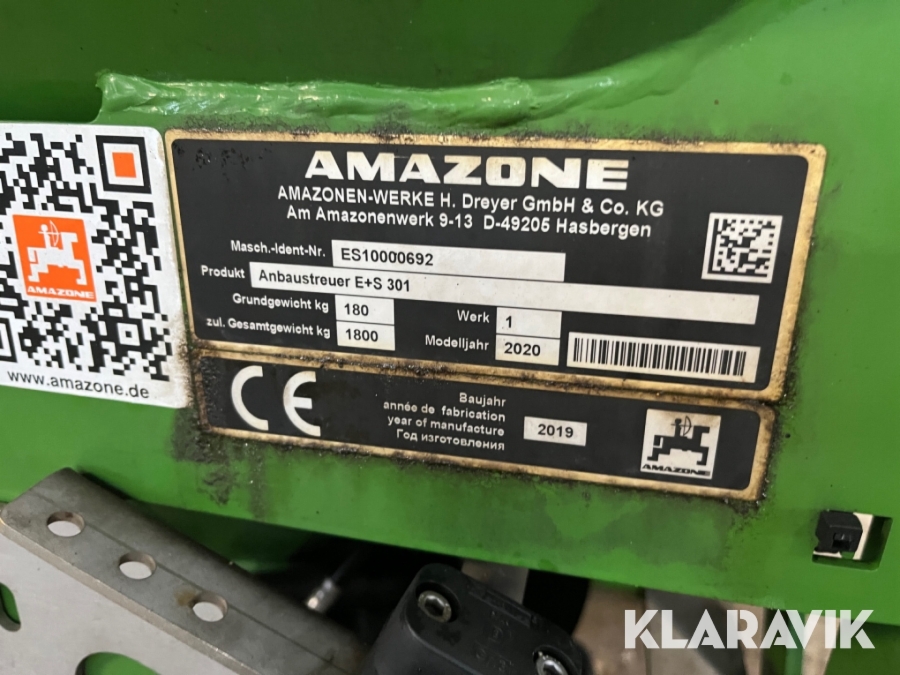 AMAZONE
AMAZONEN-WERKE H. Dreyer GmbH & Co. KG
Am Amazonenwerk 9-13 D-49205 Hasbergen
Masch.-Ident-Nr. ES10000692
Produkt Anbaustreuer E+S 301
Grundgewicht kg 180 Werk 1
zul. Gesamtgewicht kg 1800 Modelljahr 2020
AMAZONE
www.amazone.de
CE
Baujahr
année de fabrication
year of manufacture
Год изготовления
2019
AMAZONE
KLARAVIK